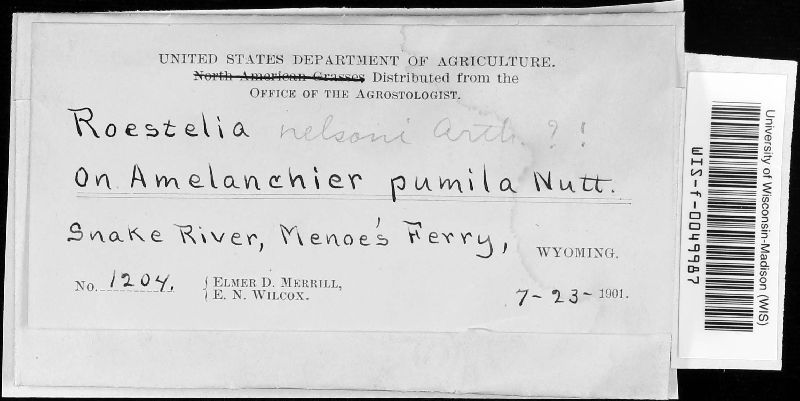 UNITED STATES DEPARTMENT OF AGRICULTURE.
North American Grasses Distributed from the
OFFICE OF THE AGROSTOLOGIST.
Roestelia nelsoni Arth. ? !
On Amelanchier pumila Nutt.
Snake River, Menoe's Ferry, WYOMING.
No. 1204. { ELMER D. MERRILL,
E. N. WILCOX.
7-23-1901.
University of Wisconsin-Madison (WIS)
WIS-f-0049987